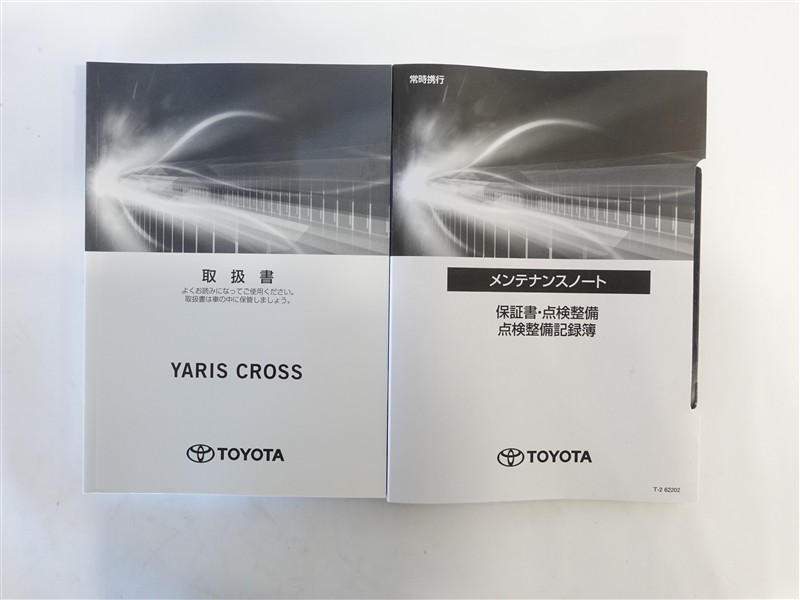 取扱書
よくお読みになってご使用ください。
取扱書は車の中に保管しましょう。
YARIS CROSS
TOYOTA
常時携行
メンテナンスノート
保証書・点検整備
点検整備記録簿
TOYOTA
T-2 62202